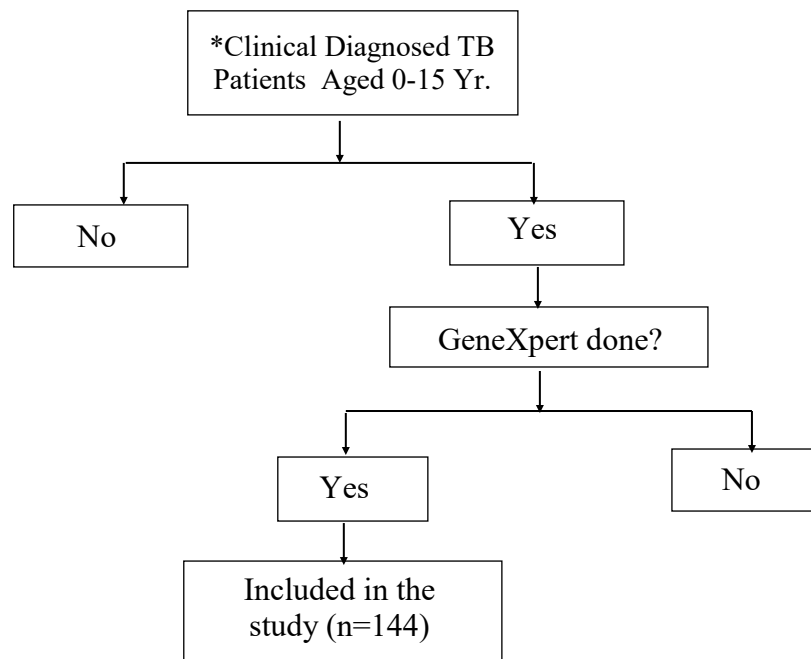 *Clinical Diagnosed TB
Patients Aged 0-15 Yr.
No
Yes
GeneXpert done?
Yes
No
Included in the
study (n=144)